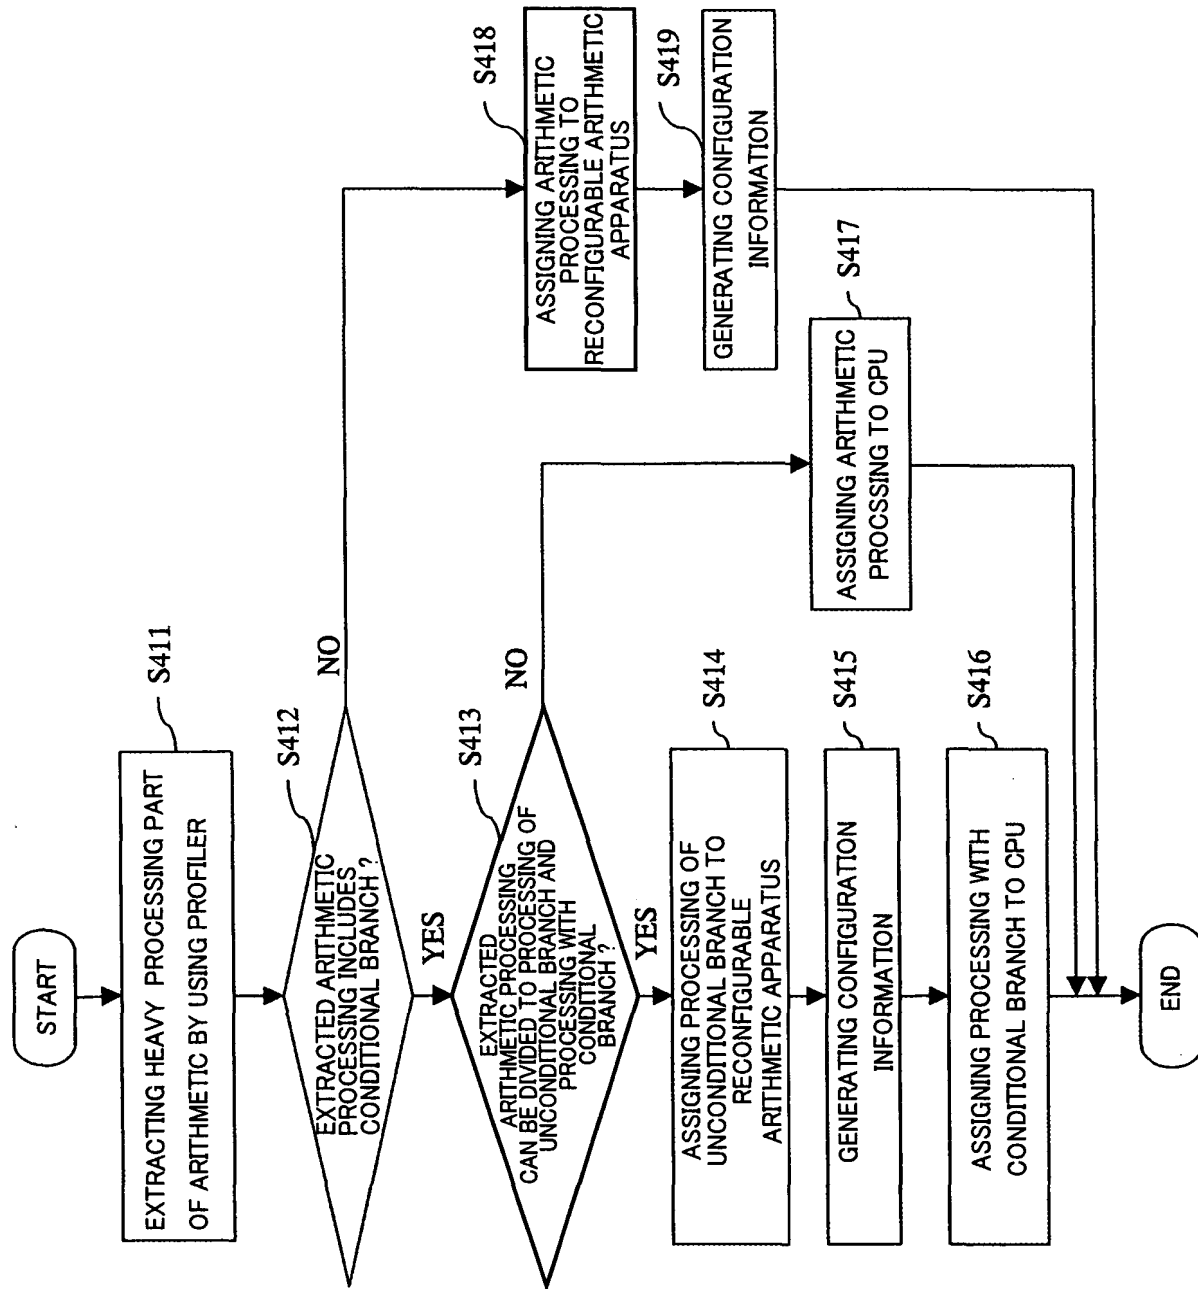 START
S411
EXTRACTING HEAVY PROCESSING PART
OF ARITHMETIC BY USING PROFILER
S412
EXTRACTED ARITHMETIC
PROCESSING INCLUDES
CONDITIONAL BRANCH ?
NO
YES
S413
EXTRACTED
ARITHMETIC PROCESSING
CAN BE DIVIDED TO PROCESSING OF
UNCONDITIONAL BRANCH AND
PROCESSING WITH
CONDITIONAL
BRANCH ?
NO
YES
S414
ASSIGNING PROCESSING OF
UNCONDITIONAL BRANCH TO
RECONFIGURABLE
ARITHMETIC APPARATUS
S415
GENERATING CONFIGURATION
INFORMATION
S416
ASSIGNING PROCESSING WITH
CONDITIONAL BRANCH TO CPU
S417
ASSIGNING ARITHMETIC
PROCSSING TO CPU
S418
ASSIGNING ARITHMETIC
PROCESSING TO
RECONFIGURABLE ARITHMETIC
APPARATUS
S419
GENERATING CONFIGURATION
INFORMATION
END